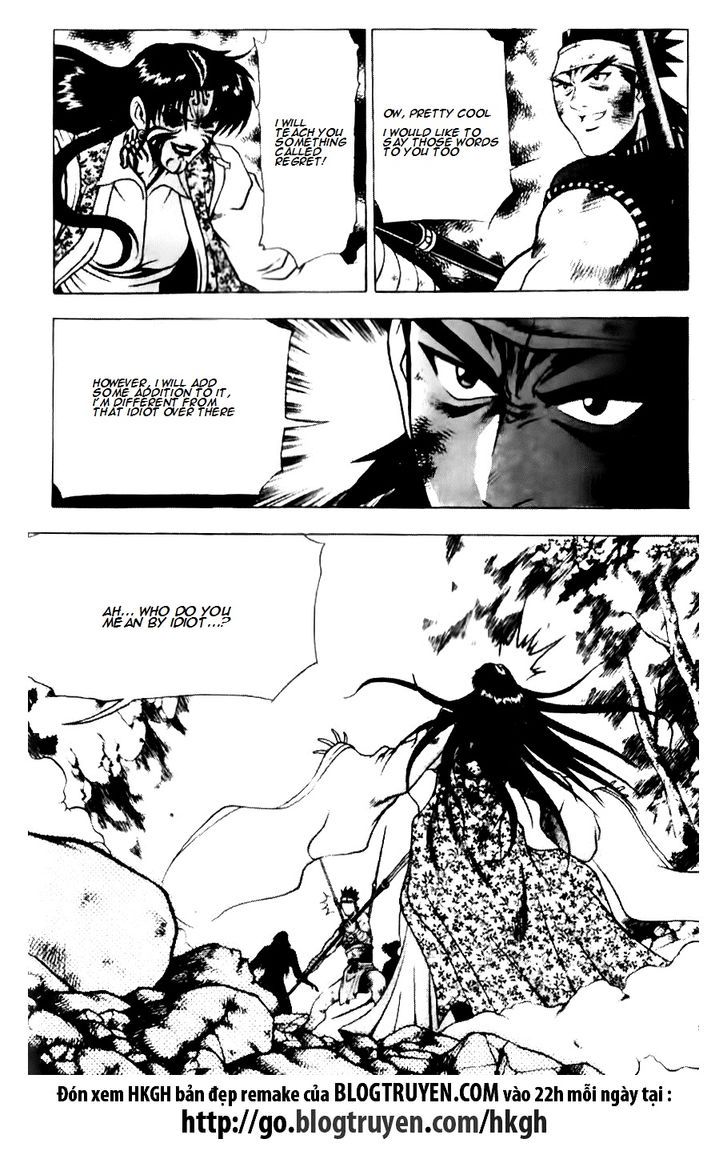 I WILL
TEACH YOU
SOMETHING
CALLED
REGRET!
OW, PRETTY COOL
I WOULD LIKE TO
SAY THOSE WORDS
TO YOU TOO
HOWEVER, I WILL ADD
SOME ADDITION TO IT,
I'M DIFFERENT FROM
THAT IDIOT OVER THERE
AH... WHO DO YOU
MEAN BY IDIOT...?
Đón xem HKGH bản đẹp remake của BLOGTRUYEN.COM vào 22h mỗi ngày tại :
http://go.blogtruyen.com/hkgh